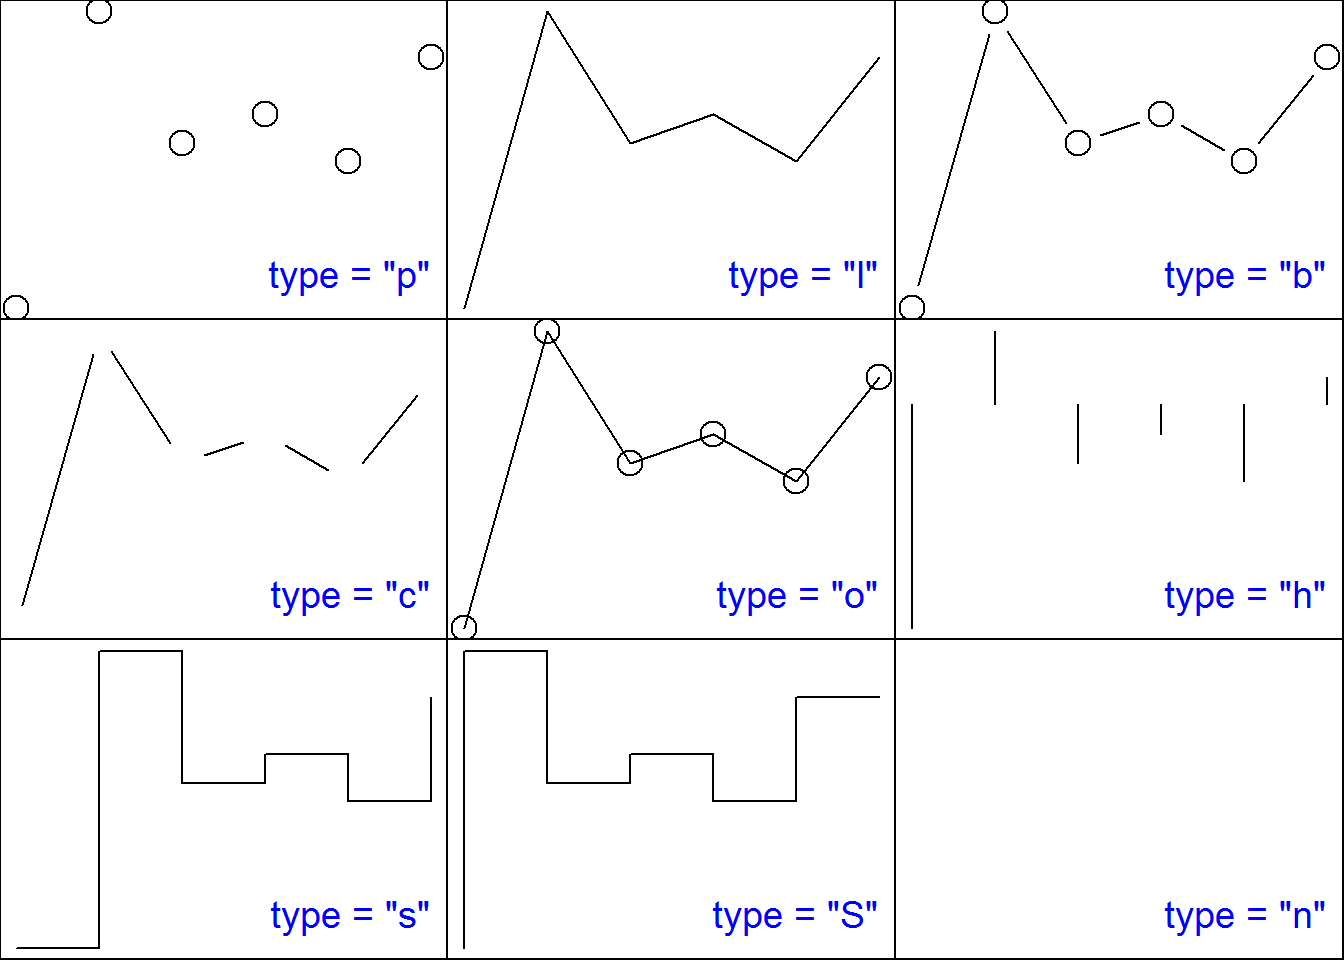 type = "p"
type = "l"
type = "b"
type = "c"
type = "o"
type = "h"
type = "s"
type = "S"
type = "n"